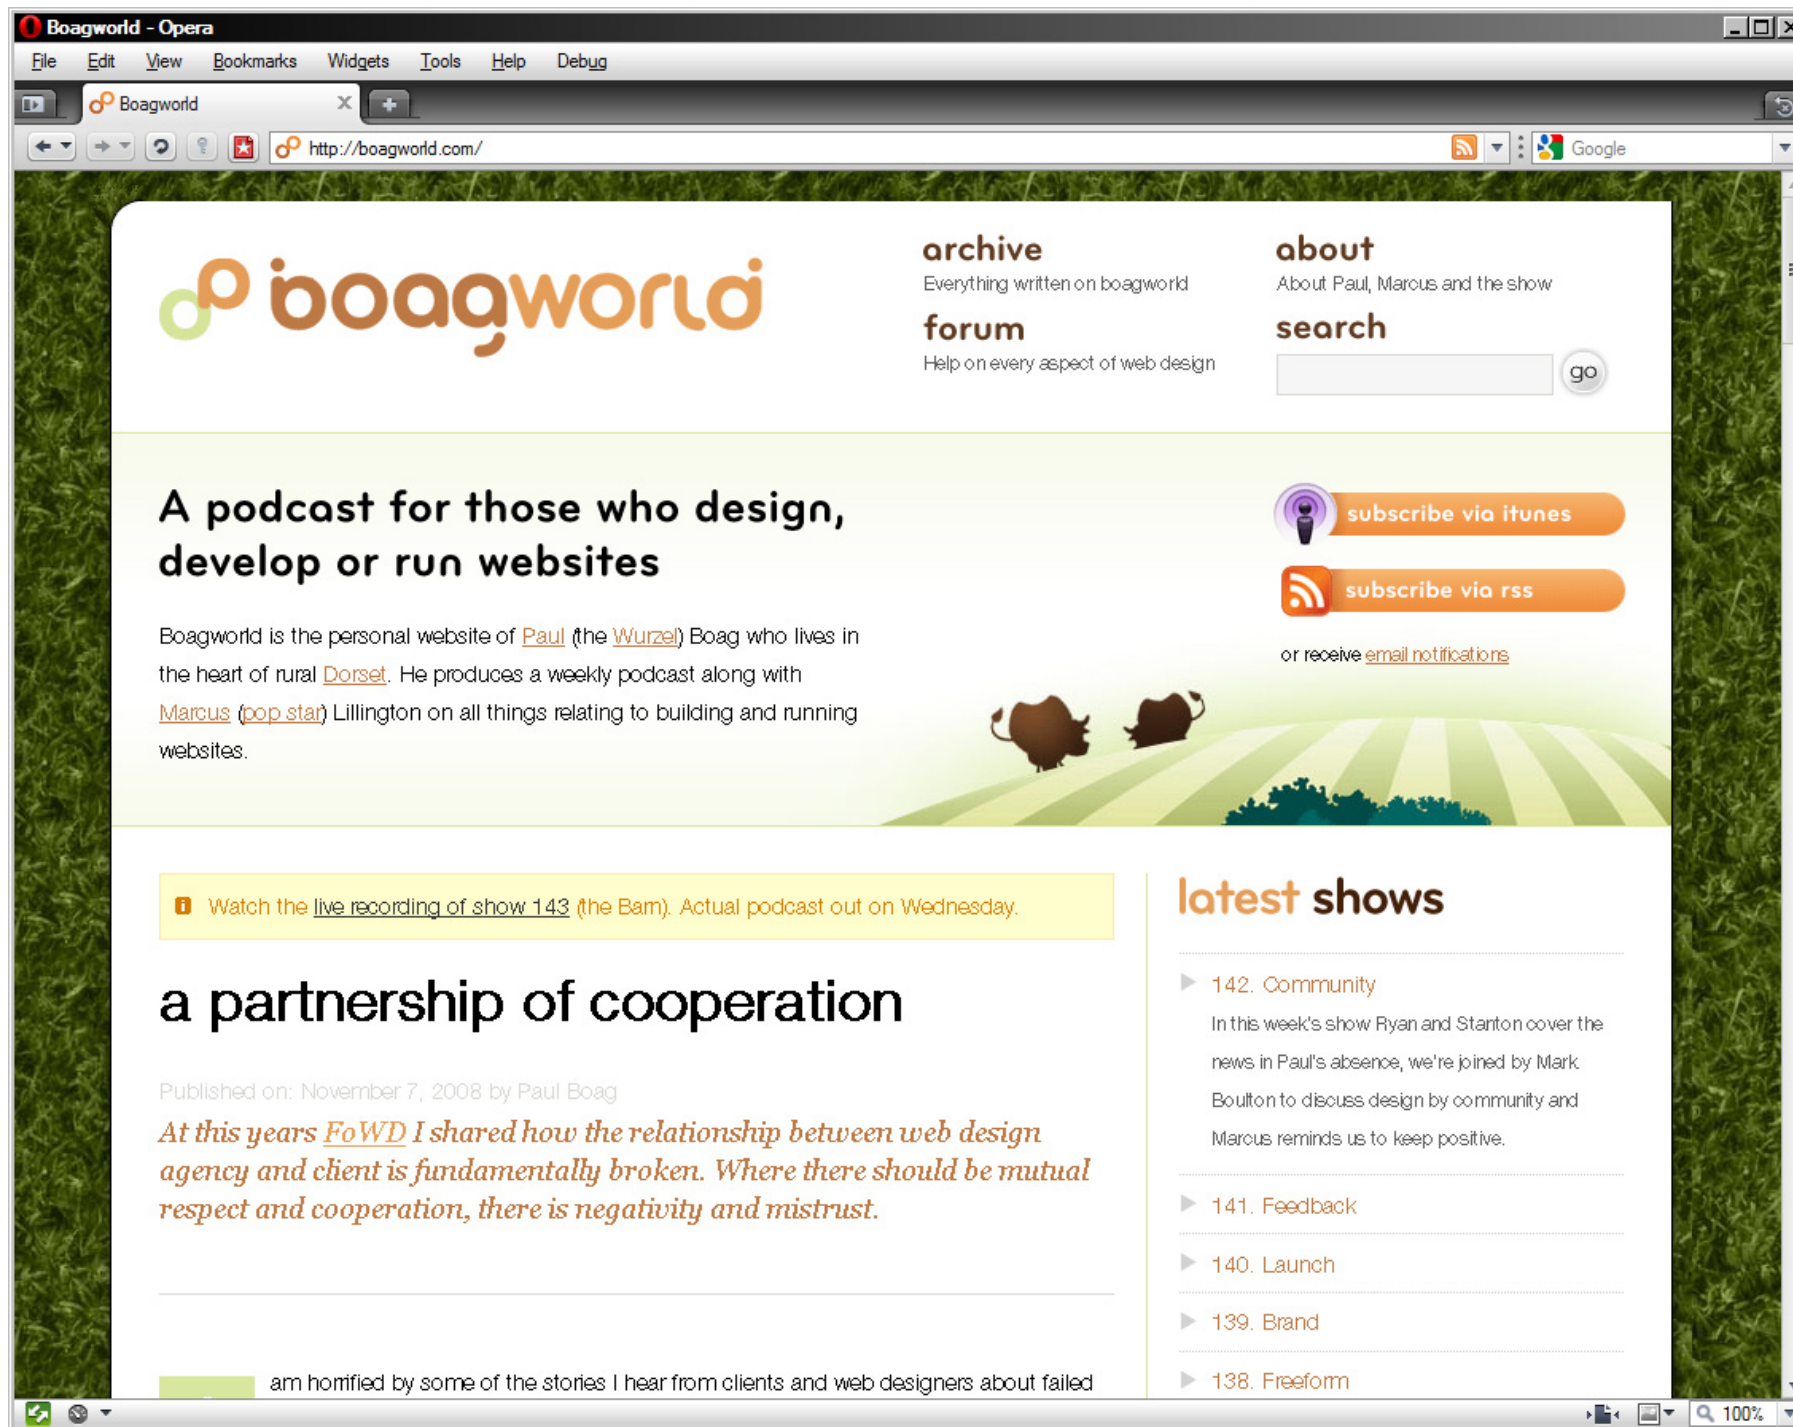 Boagworld - Opera
File Edit View Bookmarks Widgets Tools Help Debug
Boagworld
http://boagworld.com/
Google
boagworld
archive
Everything written on boagworld
about
About Paul, Marcus and the show
forum
Help on every aspect of web design
search
go
A podcast for those who design,
develop or run websites
subscribe via itunes
subscribe via rss
or receive email notifications
Boagworld is the personal website of Paul (the Wurzel) Boag who lives in
the heart of rural Dorset. He produces a weekly podcast along with
Marcus (pop star) Lillington on all things relating to building and running
websites.
Watch the live recording of show 143 (the Barn). Actual podcast out on Wednesday.
a partnership of cooperation
Published on: November 7, 2008 by Paul Boag
At this years FoWD I shared how the relationship between web design
agency and client is fundamentally broken. Where there should be mutual
respect and cooperation, there is negativity and mistrust.
am horrified by some of the stories I hear from clients and web designers about failed
latest shows
142. Community
In this week's show Ryan and Stanton cover the
news in Paul's absence, we're joined by Mark
Boulton to discuss design by community and
Marcus reminds us to keep positive.
141. Feedback
140. Launch
139. Brand
138. Freeform
100%